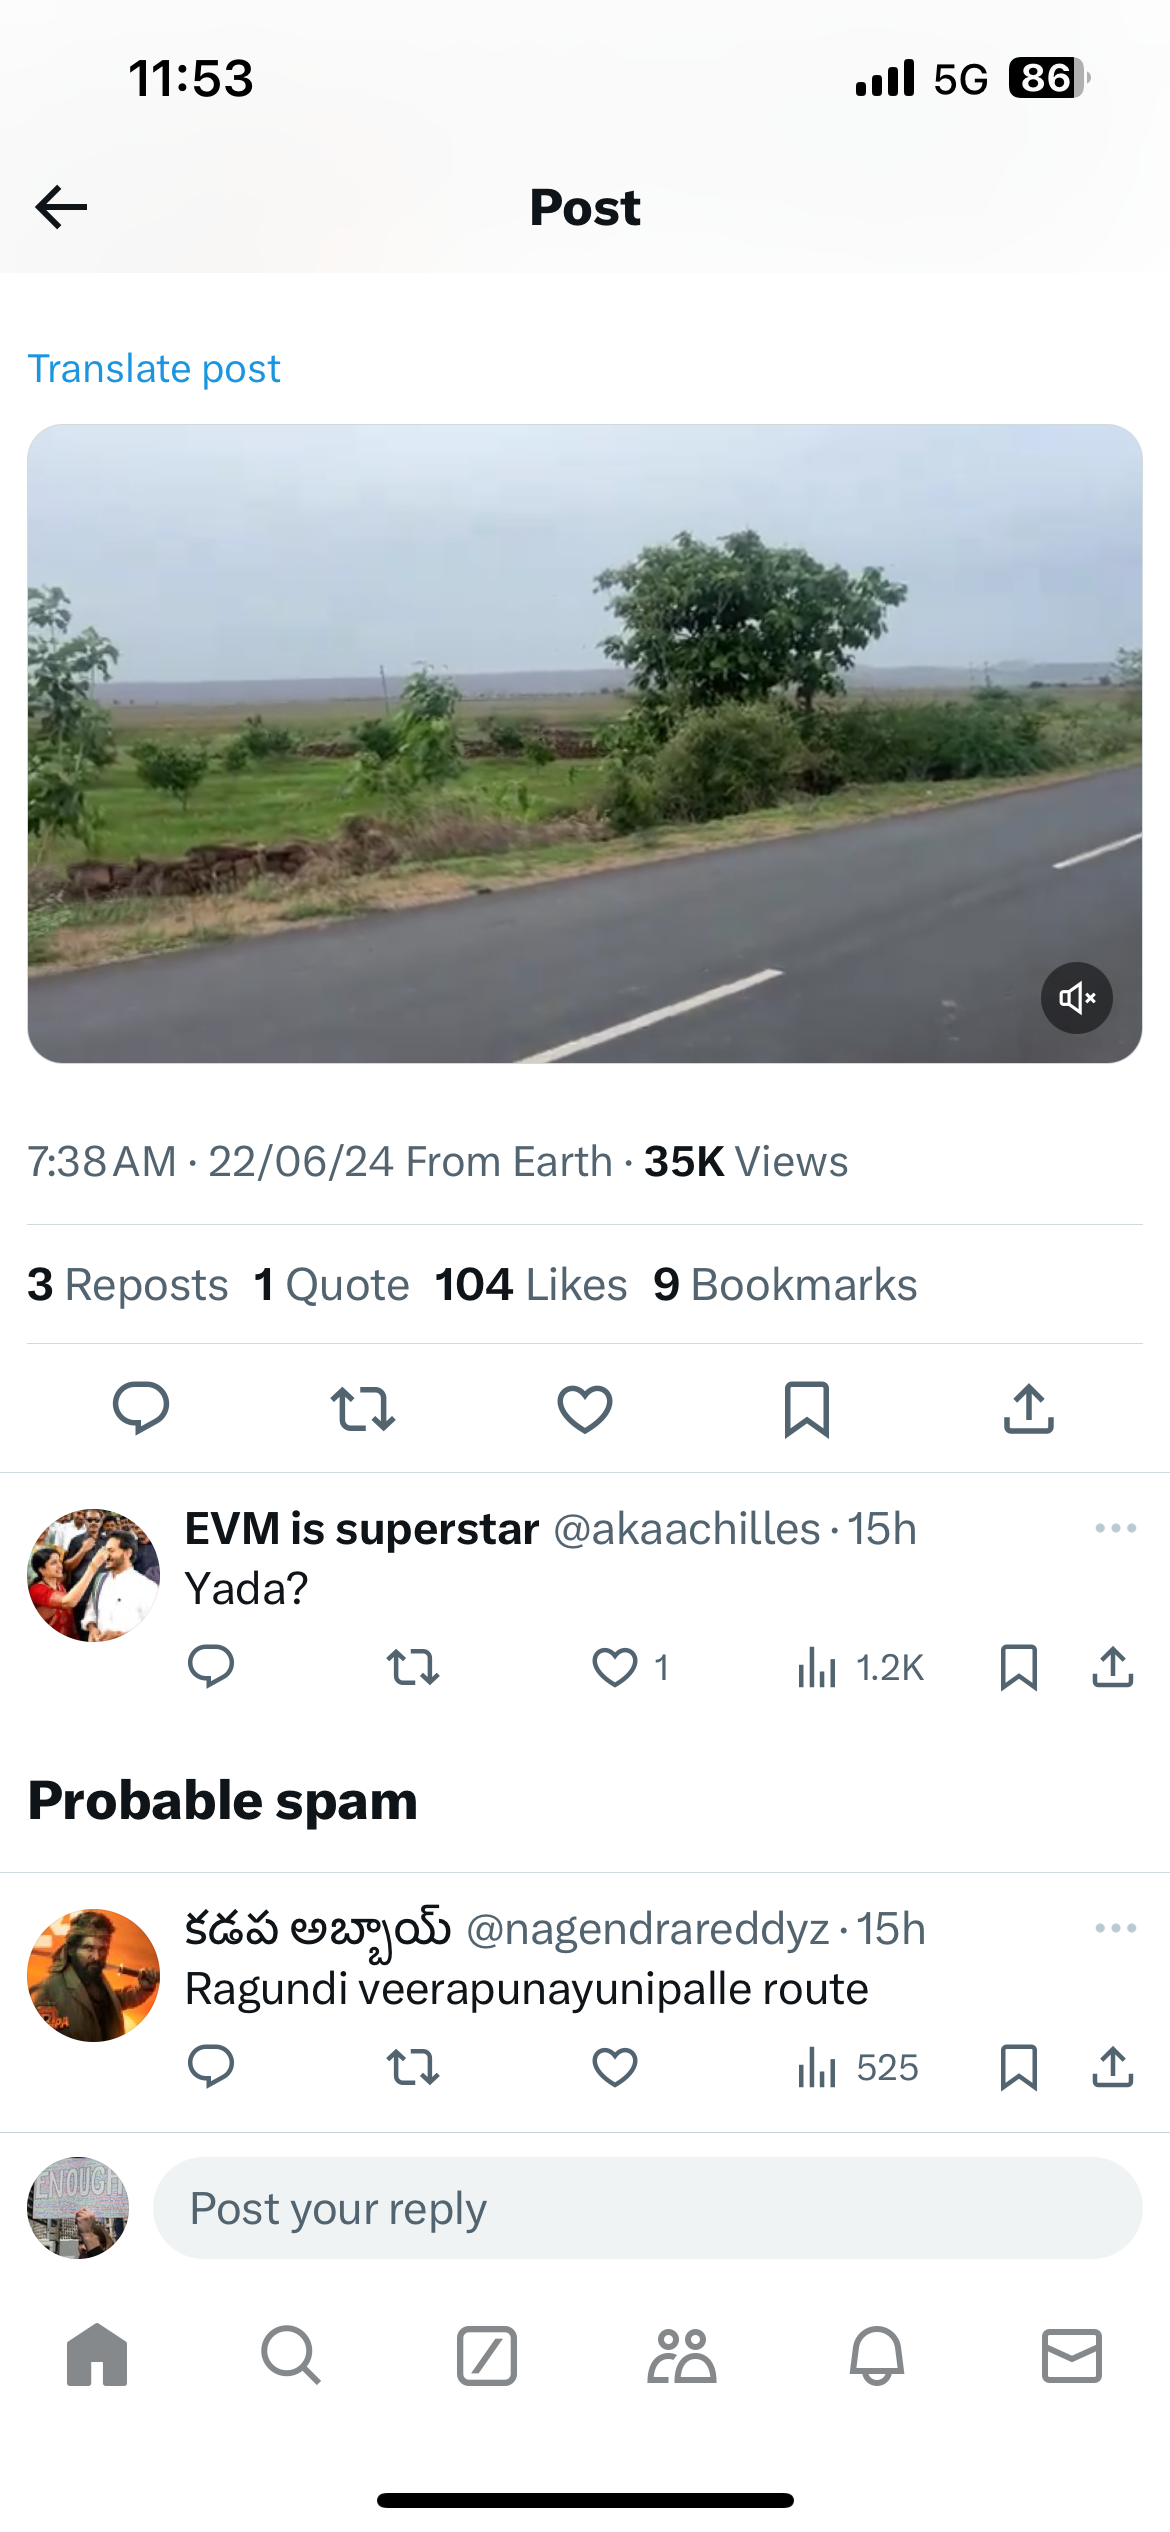 11:53
5G 86
Post
Translate post
7:38 AM · 22/06/24 From Earth · 35K Views
3 Reposts 1 Quote 104 Likes 9 Bookmarks
EVM is superstar @akaachilles · 15h
Yada?
1 1.2K
Probable spam
కడప అబ్బాయ్ @nagendrareddyz · 15h
Ragundi veerapunayunipalle route
525
ENOUGH
Post your reply